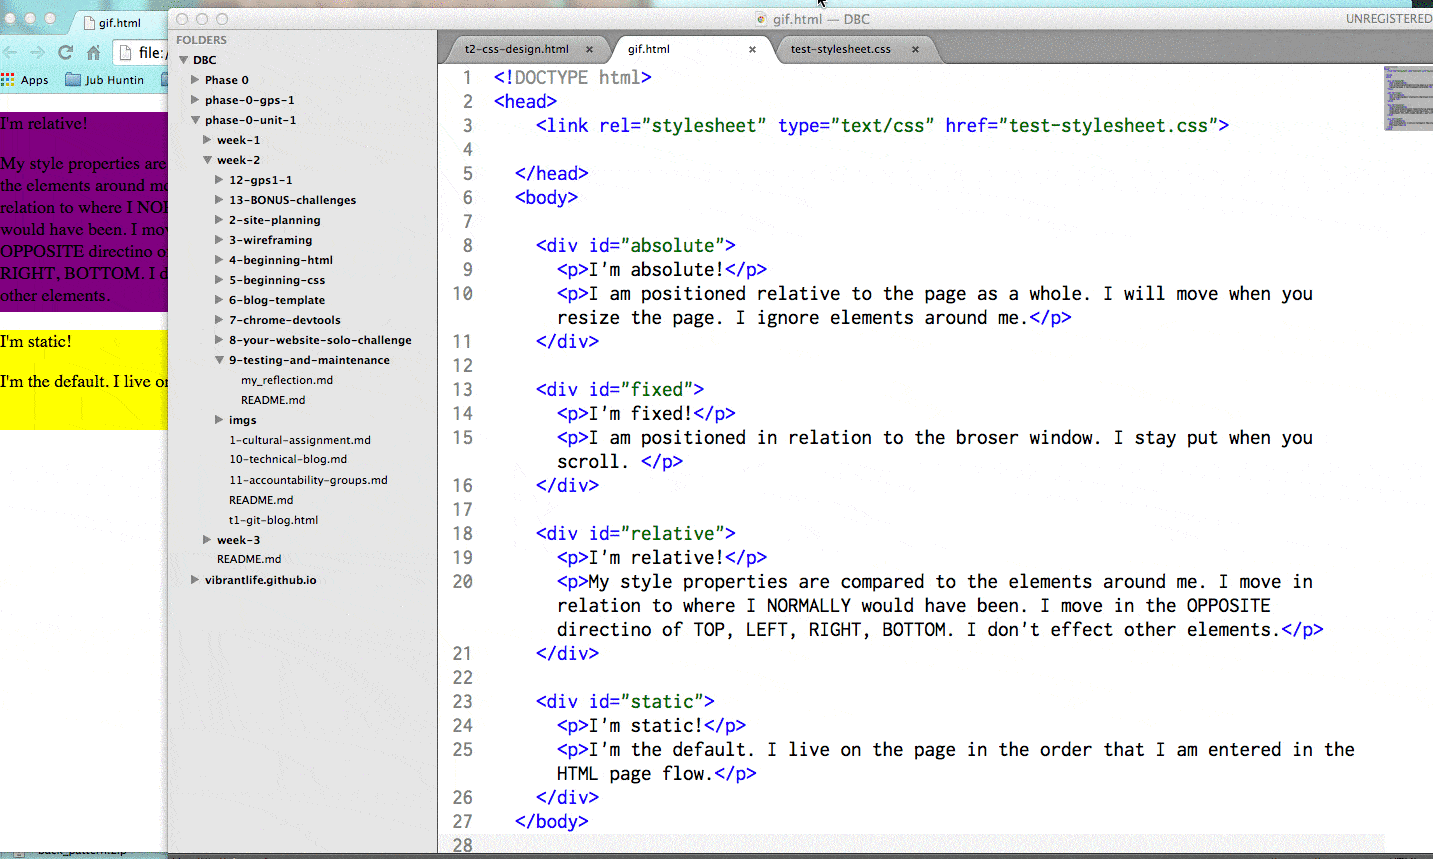 gif.html
file:/
Apps
Jub Huntin
I'm relative!
My style properties are
the elements around me
relation to where I NOR
would have been. I mov
OPPOSITE directino o
RIGHT, BOTTOM. I d
other elements.
I'm static!
I'm the default. I live or
gif.html — DBC
UNREGISTERED
FOLDERS
DBC
Phase 0
phase-0-gps-1
phase-0-unit-1
week-1
week-2
12-gps1-1
13-BONUS-challenges
2-site-planning
3-wireframing
4-beginning-html
5-beginning-css
6-blog-template
7-chrome-devtools
8-your-website-solo-challenge
9-testing-and-maintenance
my_reflection.md
README.md
imgs
1-cultural-assignment.md
10-technical-blog.md
11-accountability-groups.md
README.md
t1-git-blog.html
week-3
README.md
vibrantlife.github.io
t2-css-design.html × gif.html × test-stylesheet.css ×
1 <!DOCTYPE html>
2 <head>
3 <link rel="stylesheet" type="text/css" href="test-stylesheet.css">
4
5 </head>
6 <body>
7
8 <div id="absolute">
9 <p>I'm absolute!</p>
10 <p>I am positioned relative to the page as a whole. I will move when you
resize the page. I ignore elements around me.</p>
11 </div>
12
13 <div id="fixed">
14 <p>I'm fixed!</p>
15 <p>I am positioned in relation to the broser window. I stay put when you
scroll. </p>
16 </div>
17
18 <div id="relative">
19 <p>I'm relative!</p>
20 <p>My style properties are compared to the elements around me. I move in
relation to where I NORMALLY would have been. I move in the OPPOSITE
directino of TOP, LEFT, RIGHT, BOTTOM. I don't effect other elements.</p>
21 </div>
22
23 <div id="static">
24 <p>I'm static!</p>
25 <p>I'm the default. I live on the page in the order that I am entered in the
HTML page flow.</p>
26 </div>
27 </body>
28